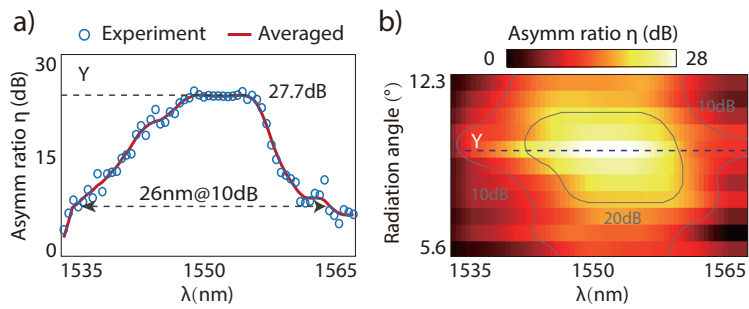 a)
Experiment
Averaged
Asymm ratio η (dB)
30
15
0
Y
27.7dB
26nm@10dB
1535
1550
1565
λ(nm)
b)
Asymm ratio η (dB)
0
28
Radiation angle (°)
12.3
5.6
10dB
Y
10dB
20dB
1535
1550
1565
λ(nm)